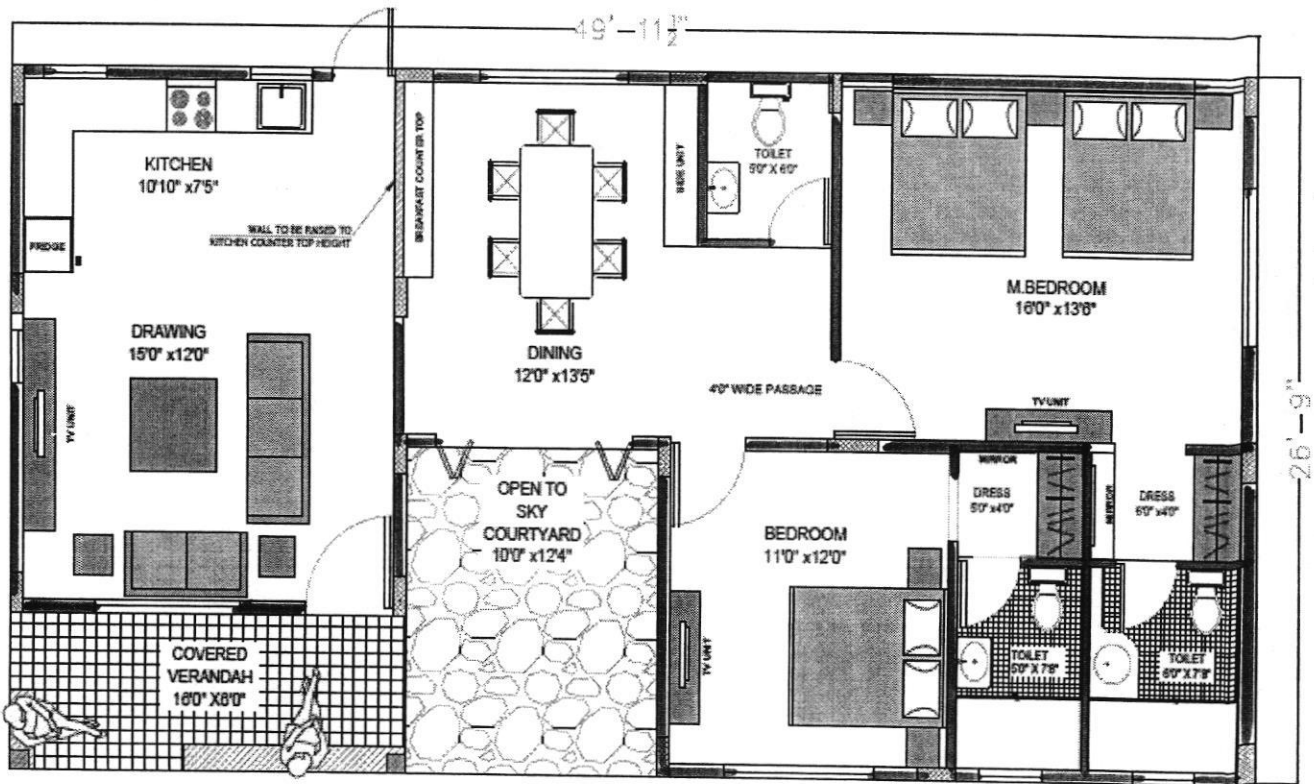 49'-11½"
KITCHEN
10'10" x7'5"
WALL TO BE RAISED TO
KITCHEN COUNTER TOP HEIGHT
BREAKFAST COUNTER TOP
FRIDGE
DRAWING
15'0" x12'0"
TV UNIT
DINING
12'0" x13'5"
SIDE UNIT
TOILET
5'0" X 6'0"
4'0" WIDE PASSAGE
M.BEDROOM
16'0" x13'6"
TV UNIT
26'-9"
OPEN TO
SKY
COURTYARD
10'0" x12'4"
BEDROOM
11'0" x12'0"
TV UNIT
MIRROR
DRESS
5'0" x4'0"
MIRROR
DRESS
6'0" x4'0"
TOILET
5'0" X 7'8"
TOILET
6'0" X 7'8"
COVERED
VERANDAH
16'0" X6'0"